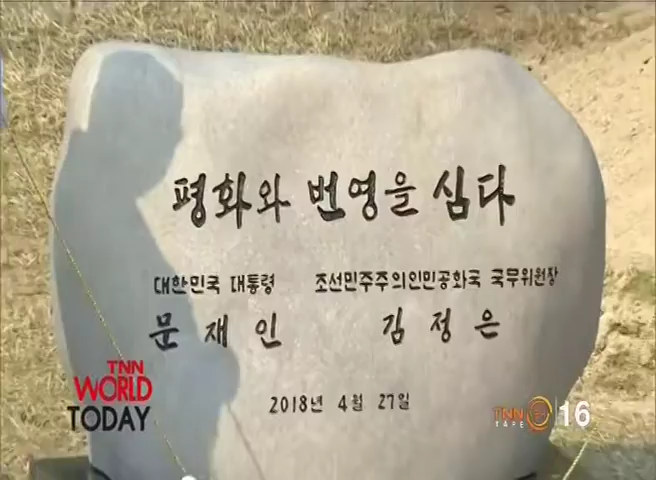 평화와 번영을 심다
대한민국 대통령 조선민주주의인민공화국 국무위원장
문 재 인 김 정 은
2018년 4월 27일
TNN
WORLD
TODAY
TNN 16
TAPE